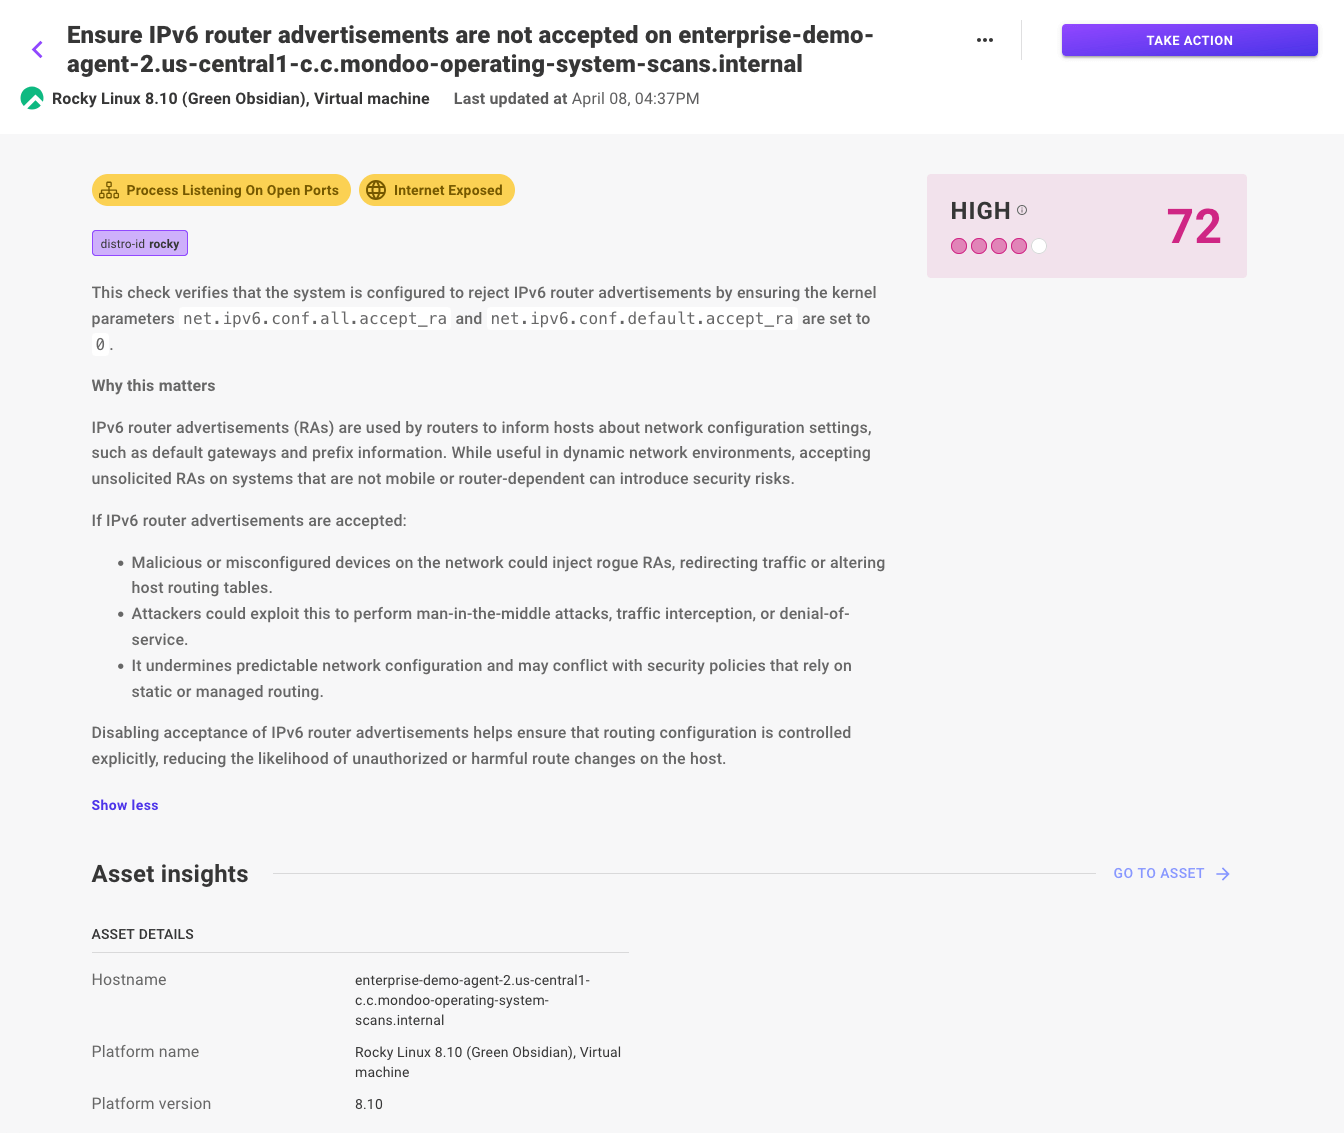 Ensure IPv6 router advertisements are not accepted on enterprise-demo-
agent-2.us-central1-c.c.mondoo-operating-system-scans.internal
TAKE ACTION
Rocky Linux 8.10 (Green Obsidian), Virtual machine Last updated at April 08, 04:37PM
Process Listening On Open Ports Internet Exposed
HIGH 72
distro-id rocky
This check verifies that the system is configured to reject IPv6 router advertisements by ensuring the kernel
parameters net.ipv6.conf.all.accept_ra and net.ipv6.conf.default.accept_ra are set to
0.
Why this matters
IPv6 router advertisements (RAs) are used by routers to inform hosts about network configuration settings,
such as default gateways and prefix information. While useful in dynamic network environments, accepting
unsolicited RAs on systems that are not mobile or router-dependent can introduce security risks.
If IPv6 router advertisements are accepted:
• Malicious or misconfigured devices on the network could inject rogue RAs, redirecting traffic or altering
host routing tables.
• Attackers could exploit this to perform man-in-the-middle attacks, traffic interception, or denial-of-
service.
• It undermines predictable network configuration and may conflict with security policies that rely on
static or managed routing.
Disabling acceptance of IPv6 router advertisements helps ensure that routing configuration is controlled
explicitly, reducing the likelihood of unauthorized or harmful route changes on the host.
Show less
Asset insights GO TO ASSET
ASSET DETAILS
Hostname enterprise-demo-agent-2.us-central1-
c.c.mondoo-operating-system-
scans.internal
Platform name Rocky Linux 8.10 (Green Obsidian), Virtual
machine
Platform version 8.10